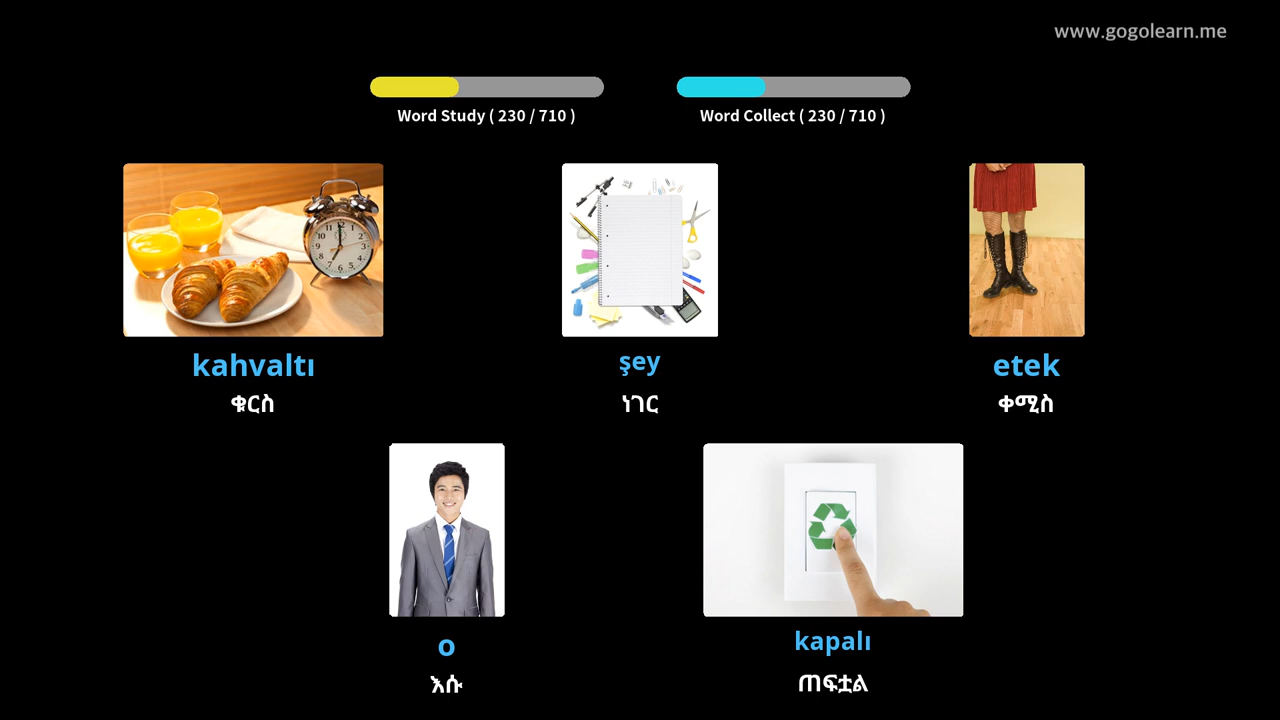 www.gogolearn.me
Word Study ( 230 / 710 )
Word Collect ( 230 / 710 )
kahvaltı
ቁርስ
şey
ነገር
etek
ቀሚስ
o
እሱ
kapalı
ጠፍቷል